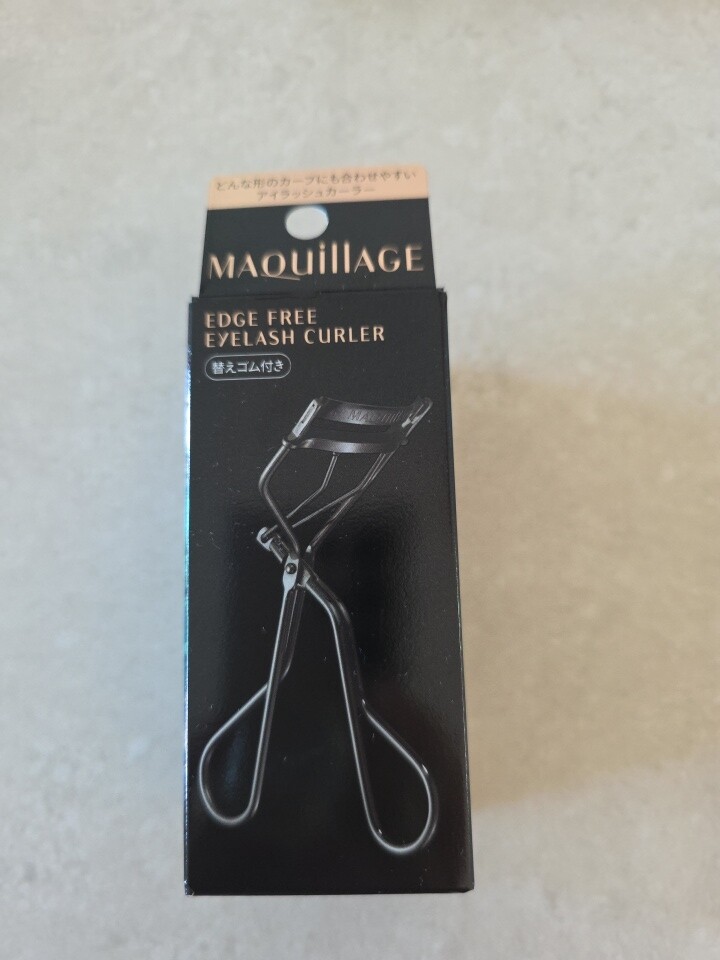 どんな形のカーブにも合わせやすい
アイラッシュカーラー
MAQuillAGE
EDGE FREE
EYELASH CURLER
替えゴム付き